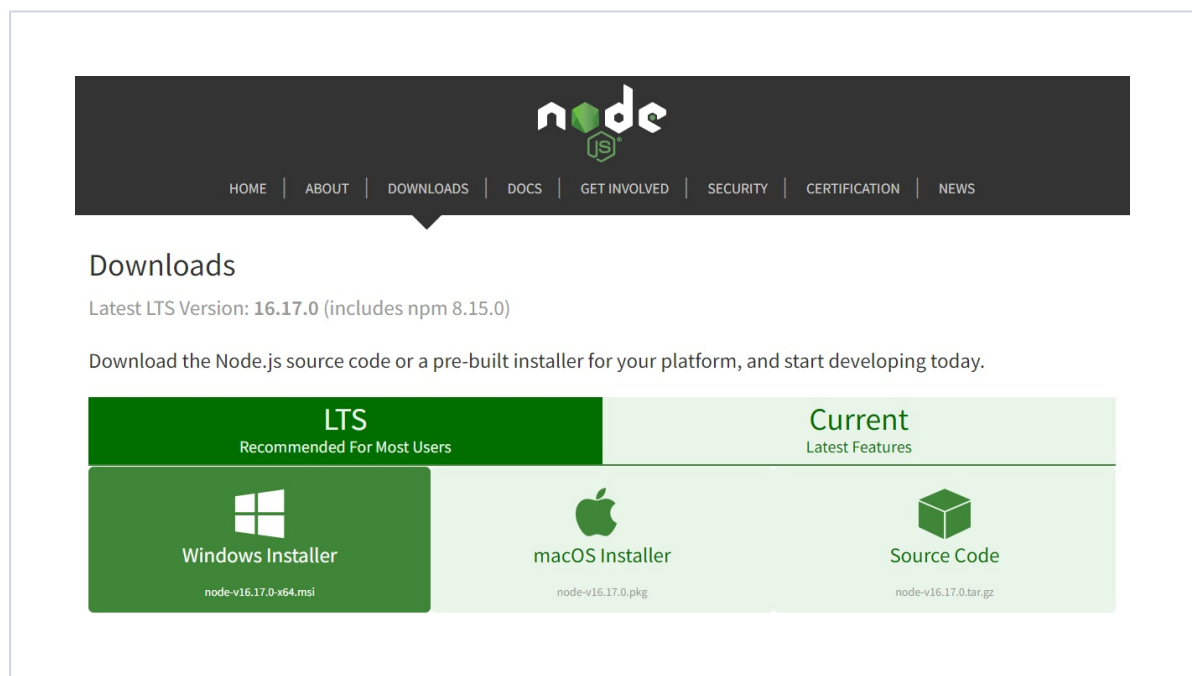 node
JS
HOME | ABOUT | DOWNLOADS | DOCS | GET INVOLVED | SECURITY | CERTIFICATION | NEWS
Downloads
Latest LTS Version: 16.17.0 (includes npm 8.15.0)
Download the Node.js source code or a pre-built installer for your platform, and start developing today.
LTS
Recommended For Most Users
Current
Latest Features
Windows Installer
node-v16.17.0-x64.msi
macOS Installer
node-v16.17.0.pkg
Source Code
node-v16.17.0.tar.gz